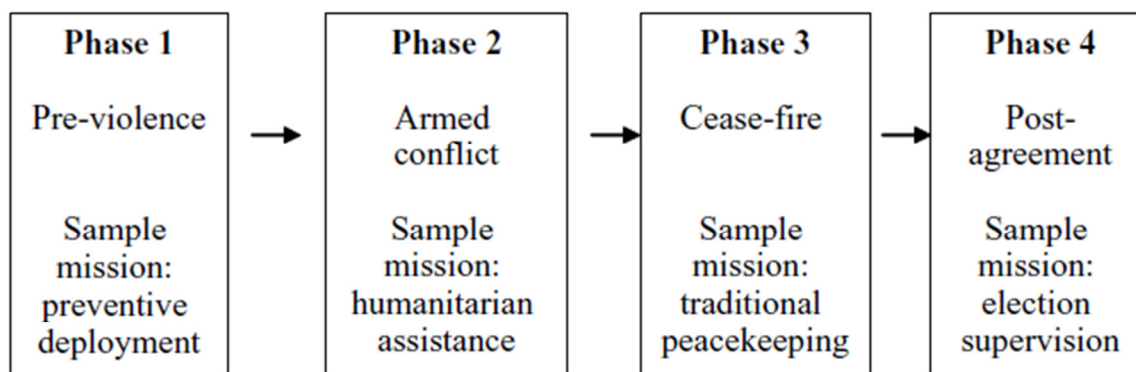 Phase 1
Pre-violence
Sample
mission:
preventive
deployment
Phase 2
Armed
conflict
Sample
mission:
humanitarian
assistance
Phase 3
Cease-fire
Sample
mission:
traditional
peacekeeping
Phase 4
Post-
agreement
Sample
mission:
election
supervision